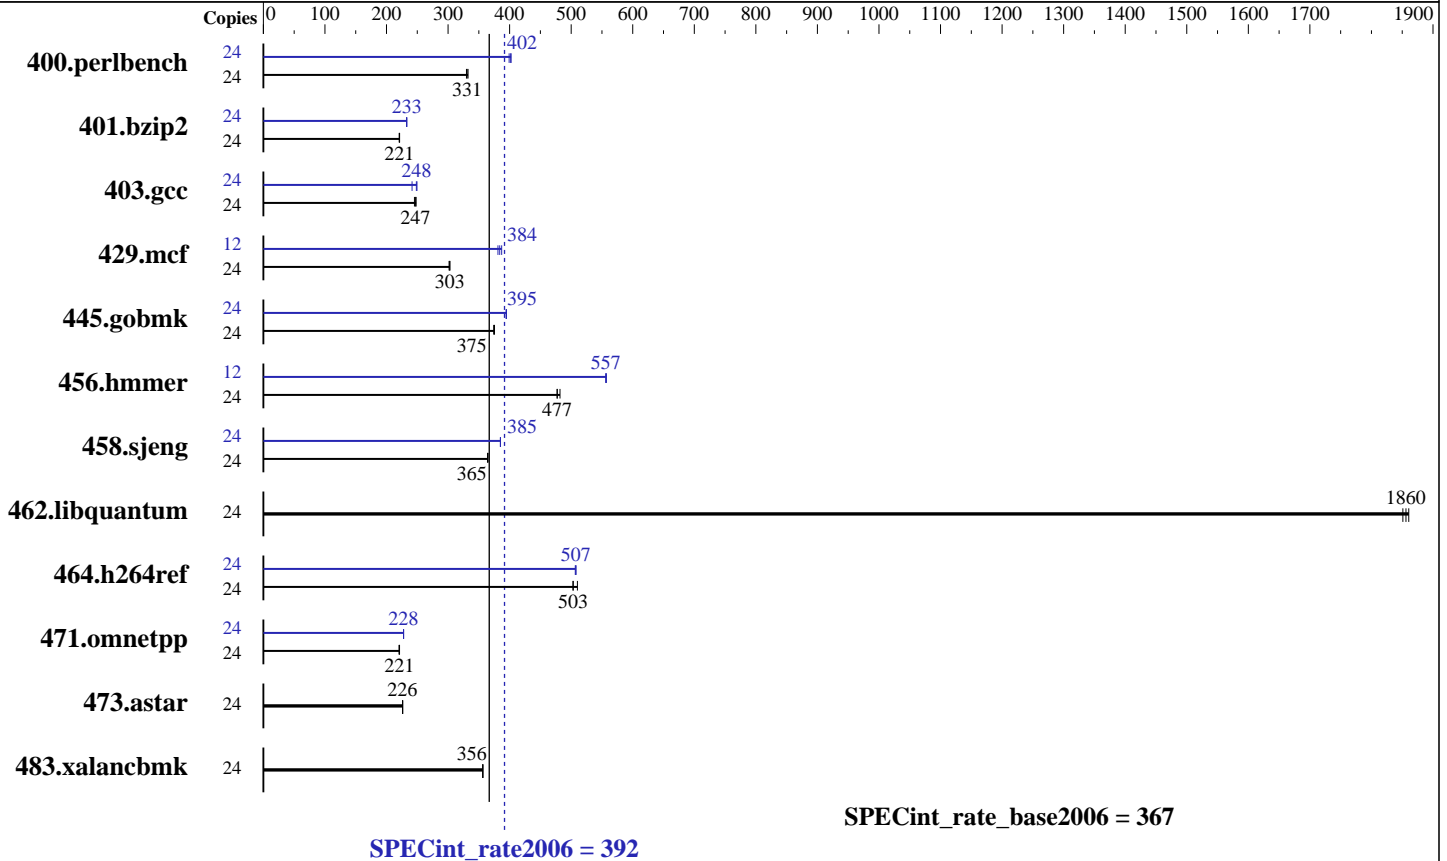 Copies 0 100 200 300 400 500 600 700 800 900 1000 1100 1200 1300 1400 1500 1600 1700 1900
400.perlbench 24 402
24 331
401.bzip2 24 233
24 221
403.gcc 24 248
24 247
429.mcf 12 384
24 303
445.gobmk 24 395
24 375
456.hmmer 12 557
24 477
458.sjeng 24 385
24 365
462.libquantum 24 1860
464.h264ref 24 507
24 503
471.omnetpp 24 228
24 221
473.astar 24 226
483.xalancbmk 24 356
SPECint_rate_base2006 = 367
SPECint_rate2006 = 392